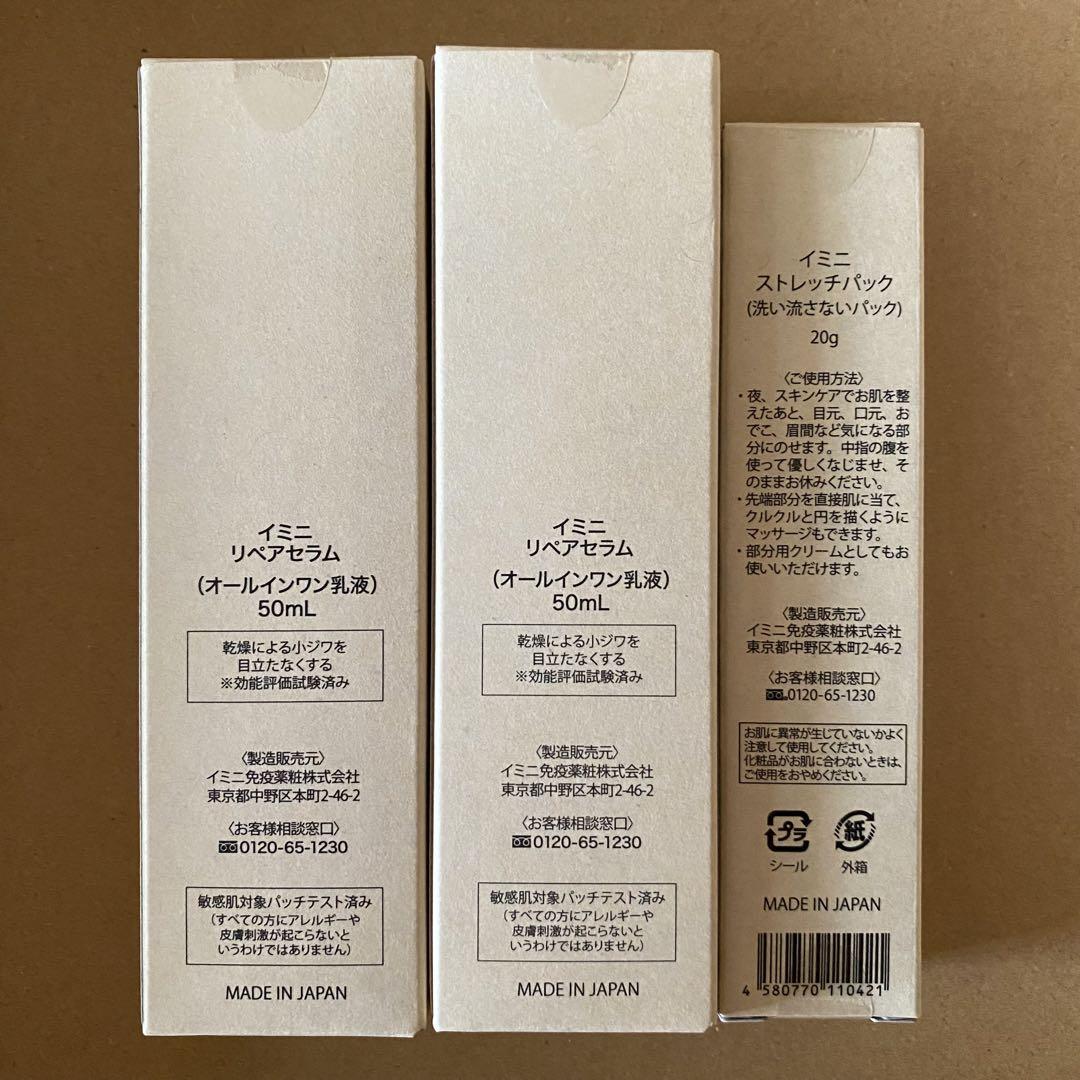 イミニ
リペアセラム
(オールインワン乳液)
50mL
乾燥による小ジワを
目立たなくする
※効能評価試験済み
〈製造販売元〉
イミニ免疫薬粧株式会社
東京都中野区本町2-46-2
〈お客様相談窓口〉
0120-65-1230
敏感肌対象パッチテスト済み
(すべての方にアレルギーや
皮膚刺激が起こらないと
いうわけではありません)
MADE IN JAPAN
イミニ
リペアセラム
(オールインワン乳液)
50mL
乾燥による小ジワを
目立たなくする
※効能評価試験済み
〈製造販売元〉
イミニ免疫薬粧株式会社
東京都中野区本町2-46-2
〈お客様相談窓口〉
0120-65-1230
敏感肌対象パッチテスト済み
(すべての方にアレルギーや
皮膚刺激が起こらないと
いうわけではありません)
MADE IN JAPAN
イミニ
ストレッチパック
(洗い流さないパック)
20g
〈ご使用方法〉
・夜、スキンケアでお肌を整
えたあと、目元、口元、お
でこ、眉間など気になる部
分にのせます。中指の腹を
使って優しくなじませ、そ
のままお休みください。
・先端部分を直接肌に当て、
クルクルと円を描くように
マッサージもできます。
・部分用クリームとしてもお
使いいただけます。
〈製造販売元〉
イミニ免疫薬粧株式会社
東京都中野区本町2-46-2
〈お客様相談窓口〉
0120-65-1230
お肌に異常が生じていないかよく
注意して使用してください。
化粧品がお肌に合わないときは、
ご使用をおやめください。
プラ 紙
シール 外箱
MADE IN JAPAN
4 580770 110421